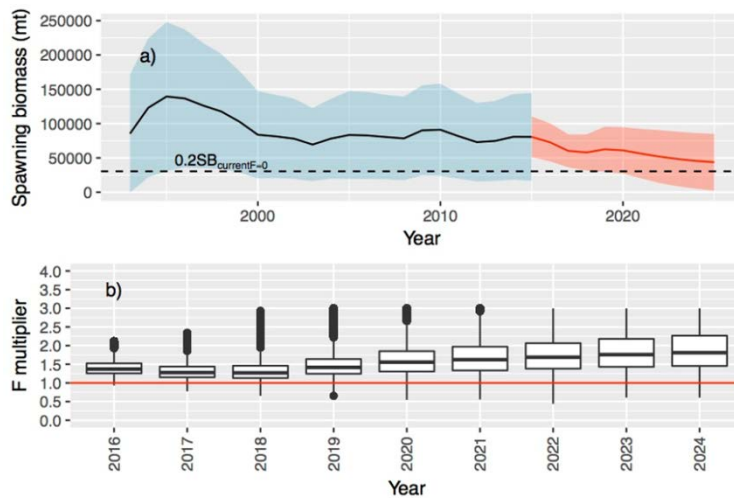 Spawning biomass (mt)
250000
200000
150000
100000
50000
0
a)
0.2SBcurrentF=0
2000 2010 2020
Year
F multiplier
4.0
3.5
3.0
2.5
2.0
1.5
1.0
0.5
0.0
b)
2016 2017 2018 2019 2020 2021 2022 2023 2024
Year